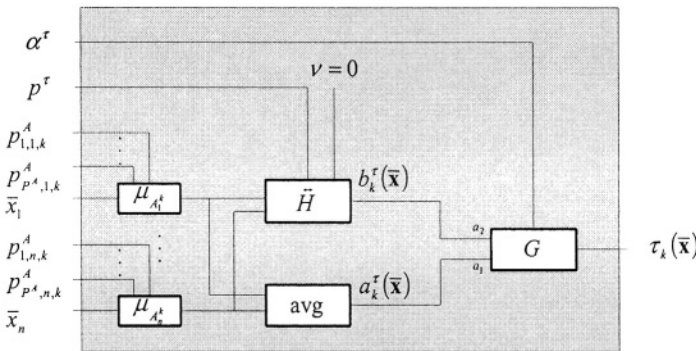 α^τ
p^τ
ν = 0
p^A_{1,1,k}
p^A_{P^A,1,k}
x̄_1
μ_{A_1^k}
Ḧ
b_k^τ(x̄)
p^A_{1,n,k}
p^A_{P^A,n,k}
x̄_n
μ_{A_n^k}
avg
a_k^τ(x̄)
a_2
a_1
G
τ_k(x̄)